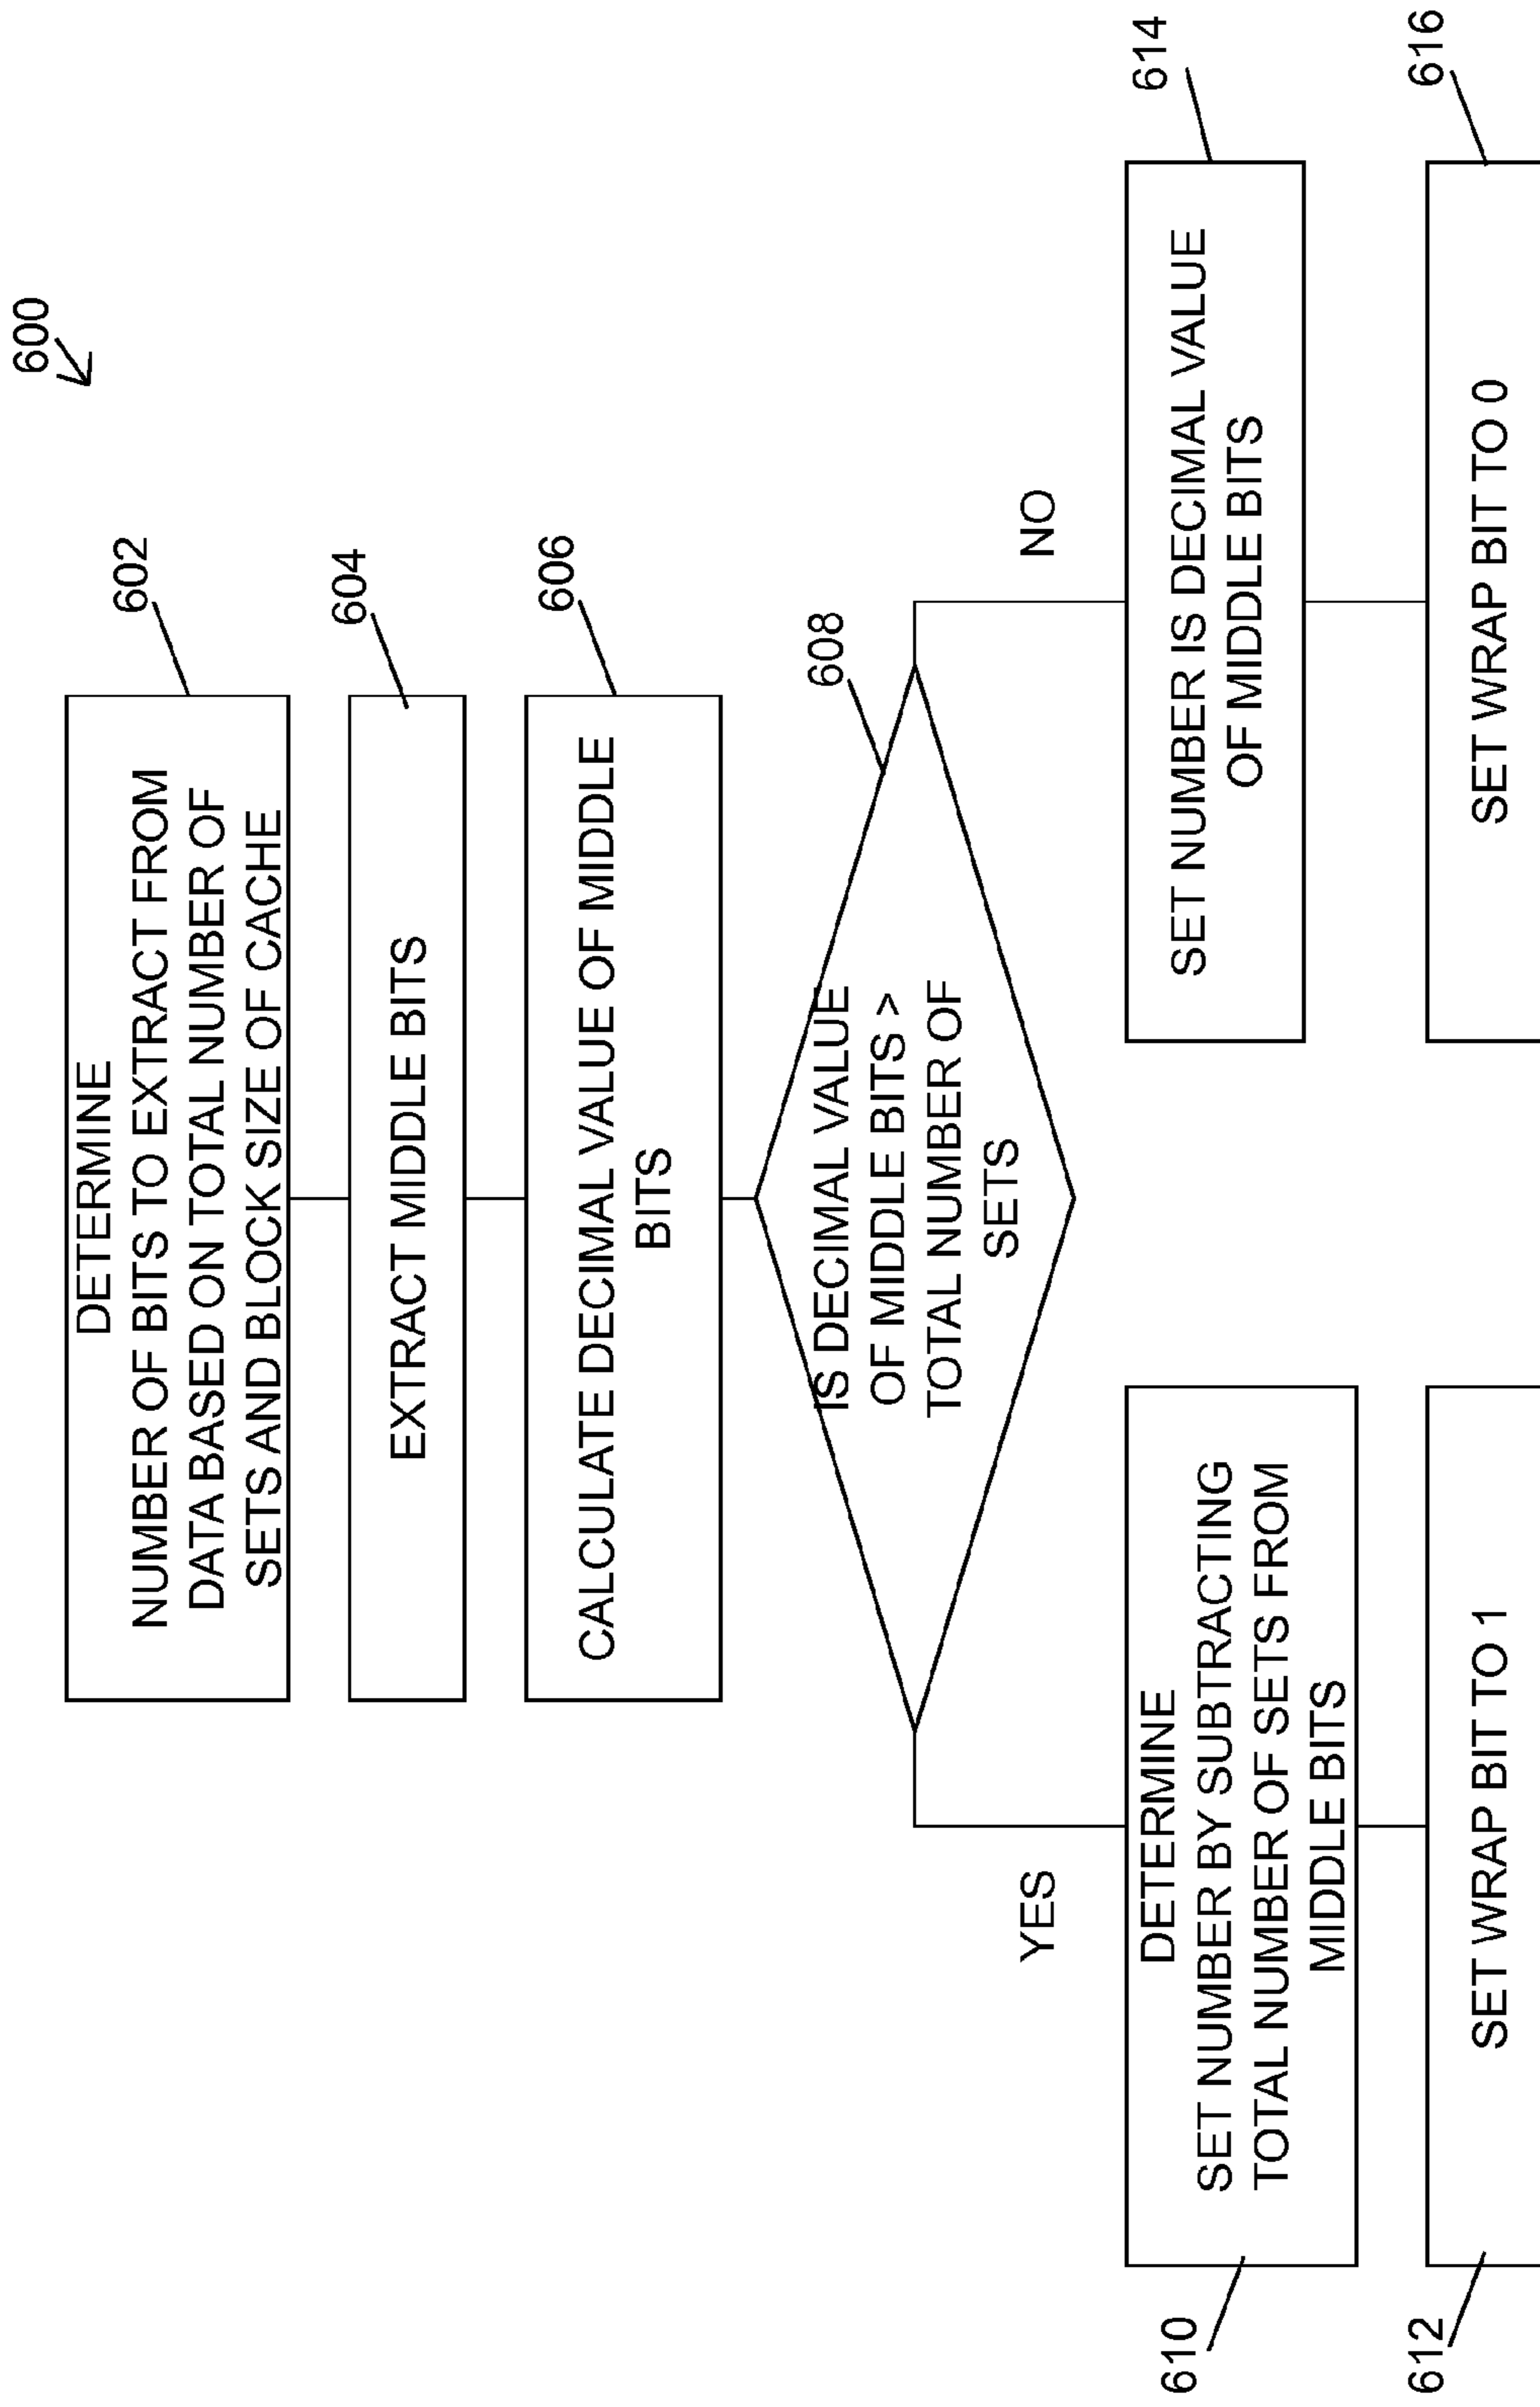 600
DETERMINE
NUMBER OF BITS TO EXTRACT FROM
DATA BASED ON TOTAL NUMBER OF
SETS AND BLOCK SIZE OF CACHE
602
EXTRACT MIDDLE BITS
604
CALCULATE DECIMAL VALUE OF MIDDLE
BITS
606
IS DECIMAL VALUE
OF MIDDLE BITS >
TOTAL NUMBER OF
SETS
608
YES
NO
DETERMINE
SET NUMBER BY SUBTRACTING
TOTAL NUMBER OF SETS FROM
MIDDLE BITS
610
SET NUMBER IS DECIMAL VALUE
OF MIDDLE BITS
614
SET WRAP BIT TO 1
612
SET WRAP BIT TO 0
616